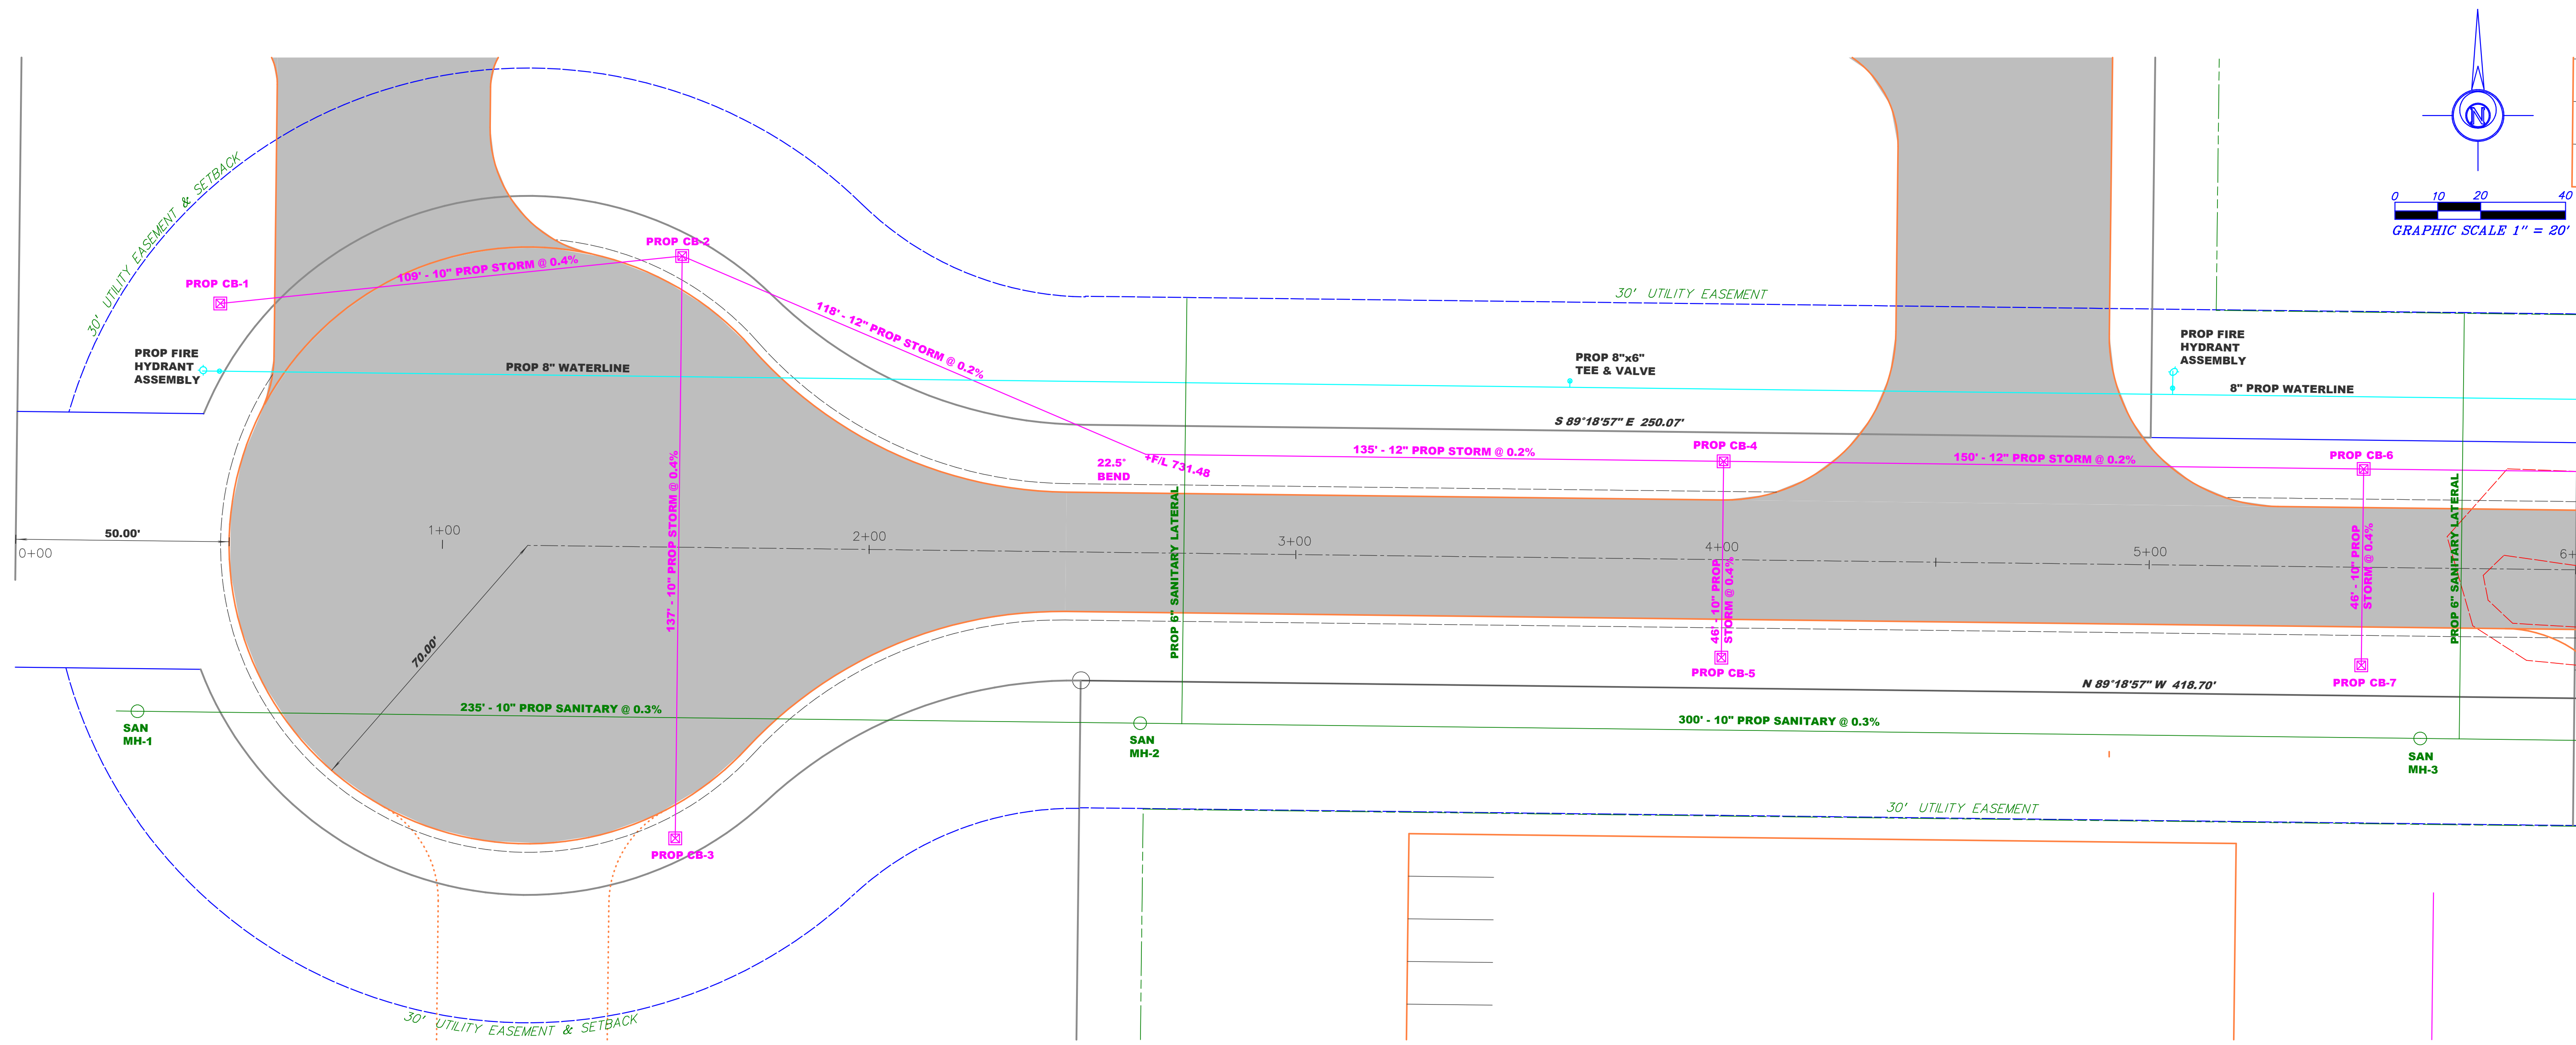 N
0 10 20 40
GRAPHIC SCALE 1" = 20'
30' UTILITY EASEMENT & SETBACK
PROP CB-2
109' - 10" PROP STORM @ 0.4%
PROP CB-1
118' - 12" PROP STORM @ 0.2%
30' UTILITY EASEMENT
PROP FIRE
HYDRANT
ASSEMBLY
PROP 8" WATERLINE
PROP 8"x6"
TEE & VALVE
PROP FIRE
HYDRANT
ASSEMBLY
8" PROP WATERLINE
S 89°18'57" E 250.07'
22.5°
BEND
+F/L 731.48
135' - 12" PROP STORM @ 0.2%
PROP CB-4
150' - 12" PROP STORM @ 0.2%
PROP CB-6
137' - 10" PROP STORM @ 0.4%
PROP 6" SANITARY LATERAL
46' - 10" PROP
STORM @ 0.4%
46' - 10" PROP
STORM @ 0.4%
PROP 6" SANITARY LATERAL
50.00'
0+00
1+00
2+00
3+00
4+00
5+00
6+
70.00'
PROP CB-5
PROP CB-7
N 89°18'57" W 418.70'
235' - 10" PROP SANITARY @ 0.3%
300' - 10" PROP SANITARY @ 0.3%
SAN
MH-1
SAN
MH-2
SAN
MH-3
PROP CB-3
30' UTILITY EASEMENT
30' UTILITY EASEMENT & SETBACK